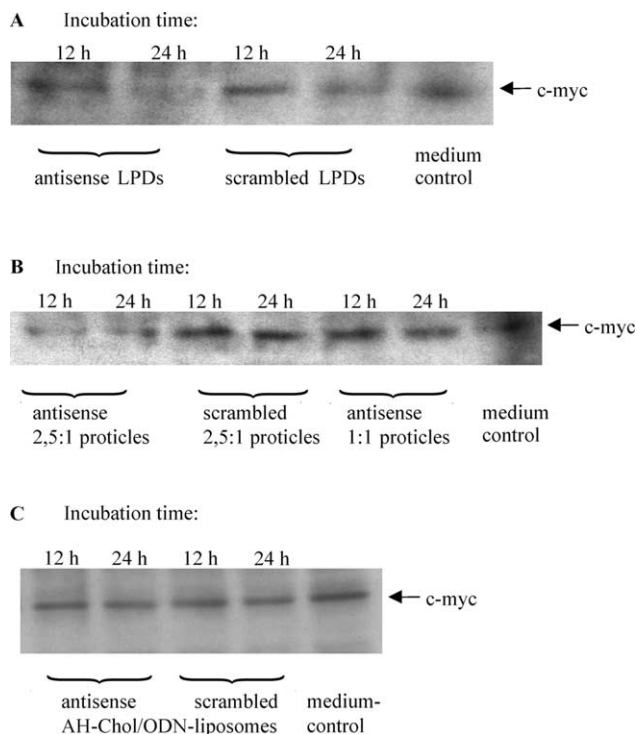 A Incubation time:
12 h 24 h 12 h 24 h
c-myc
antisense LPDs scrambled LPDs medium control
B Incubation time:
12 h 24 h 12 h 24 h 12 h 24 h
c-myc
antisense scrambled antisense medium
2,5:1 proticles 2,5:1 proticles 1:1 proticles control
C Incubation time:
12 h 24 h 12 h 24 h
c-myc
antisense scrambled medium-
AH-Chol/ODN-liposomes control